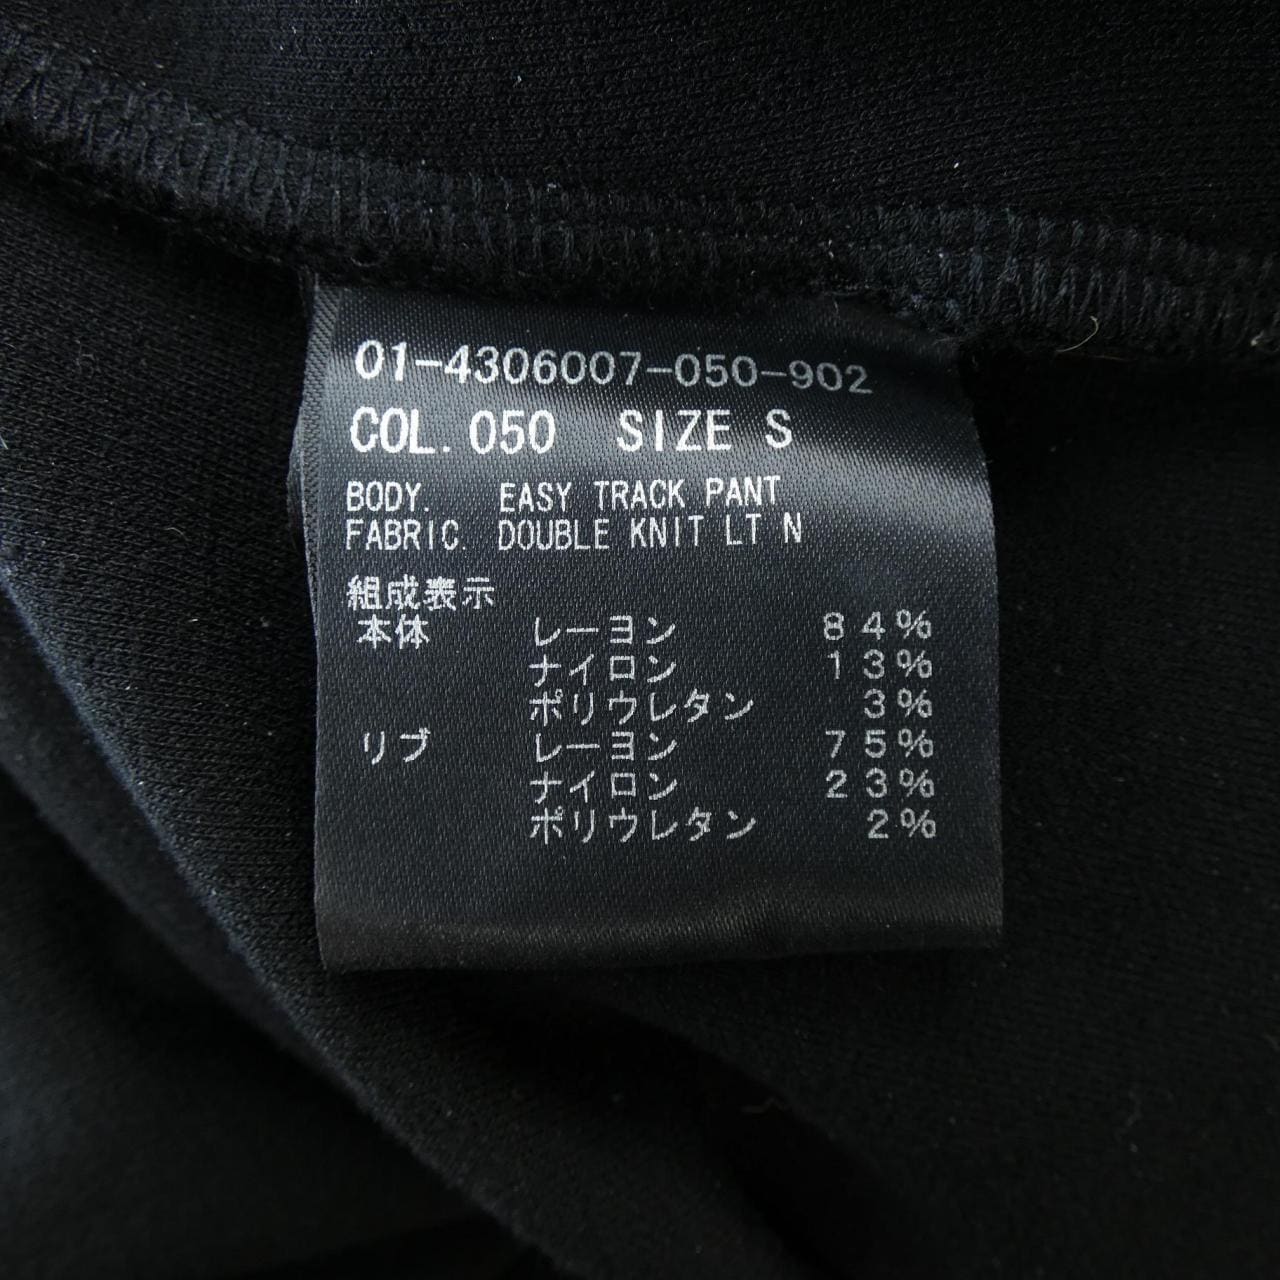 01-4306007-050-902
COL. 050 SIZE S
BODY. EASY TRACK PANT
FABRIC. DOUBLE KNIT LT N
組成表示
本体 レーヨン 84%
ナイロン 13%
ポリウレタン 3%
リブ レーヨン 75%
ナイロン 23%
ポリウレタン 2%